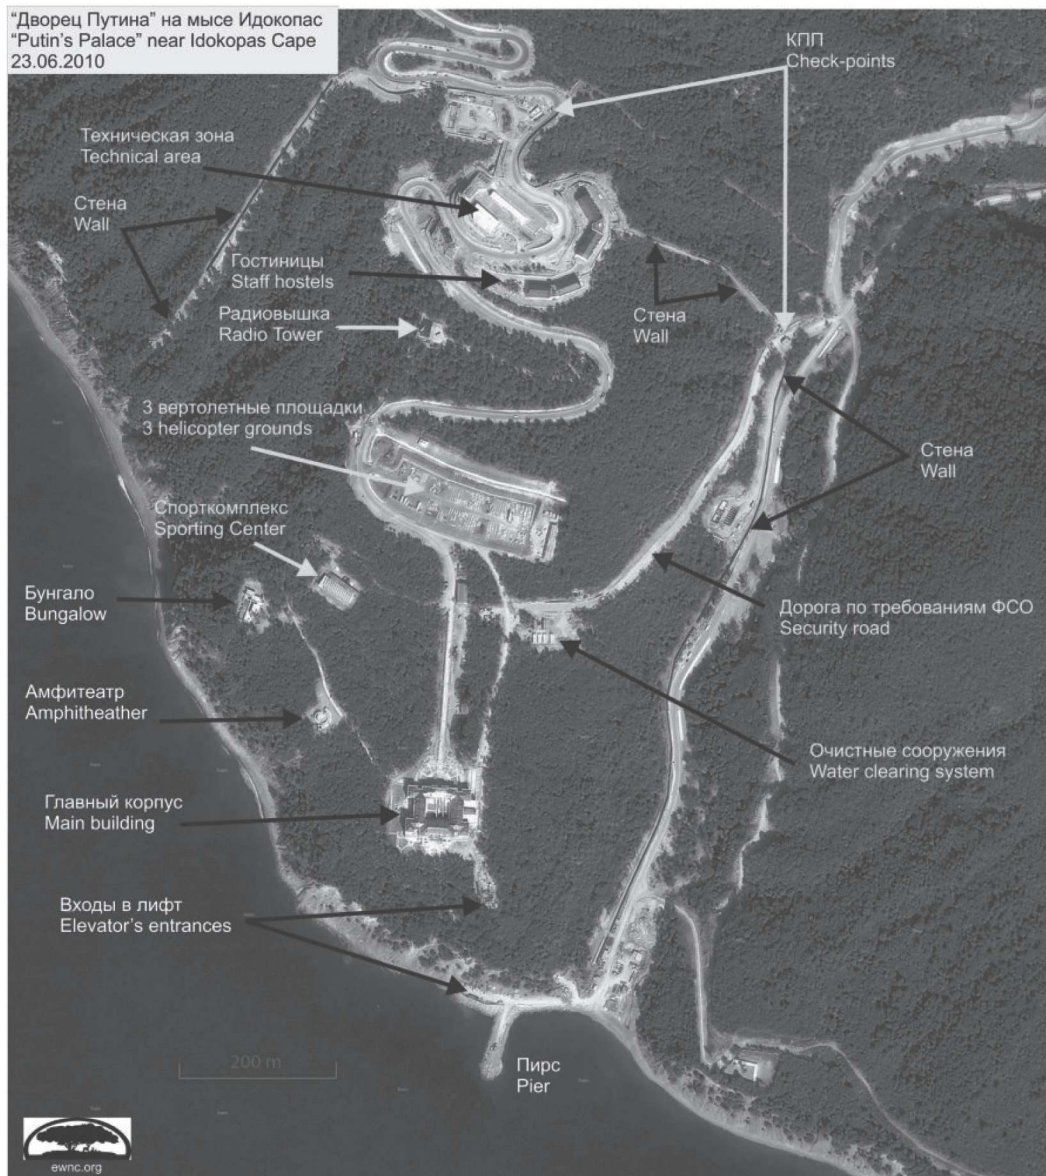 “Дворец Путина” на мысе Идокопас
“Putin’s Palace” near Idokopas Cape
23.06.2010
КПП
Check-points
Техническая зона
Technical area
Стена
Wall
Гостиницы
Staff hostels
Стена
Wall
Радиовышка
Radio Tower
3 вертолетные площадки
3 helicopter grounds
Стена
Wall
Спорткомплекс
Sporting Center
Бунгало
Bungalow
Дорога по требованиям ФСО
Security road
Амфитеатр
Amphitheather
Очистные сооружения
Water clearing system
Главный корпус
Main building
Входы в лифт
Elevator’s entrances
200 m
Пирс
Pier
ewnc.org